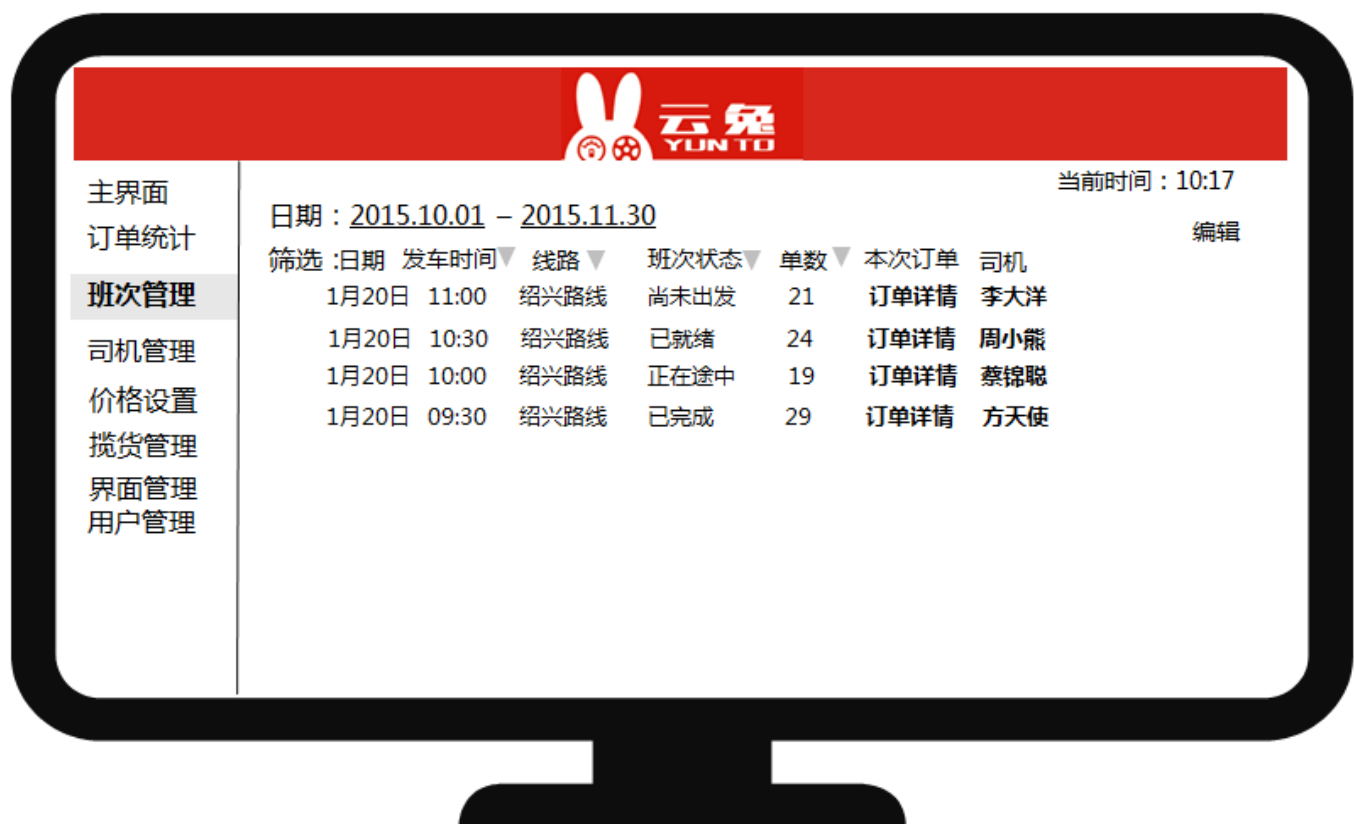 云兔
YUNTO
当前时间：10:17
主界面
订单统计
班次管理
司机管理
价格设置
揽货管理
界面管理
用户管理
日期：2015.10.01 – 2015.11.30
编辑
筛选 :日期 发车时间▼ 线路▼ 班次状态▼ 单数▼ 本次订单 司机
1月20日 11:00 绍兴路线 尚未出发 21 订单详情 李大洋
1月20日 10:30 绍兴路线 已就绪 24 订单详情 周小熊
1月20日 10:00 绍兴路线 正在途中 19 订单详情 蔡锦聪
1月20日 09:30 绍兴路线 已完成 29 订单详情 方天使